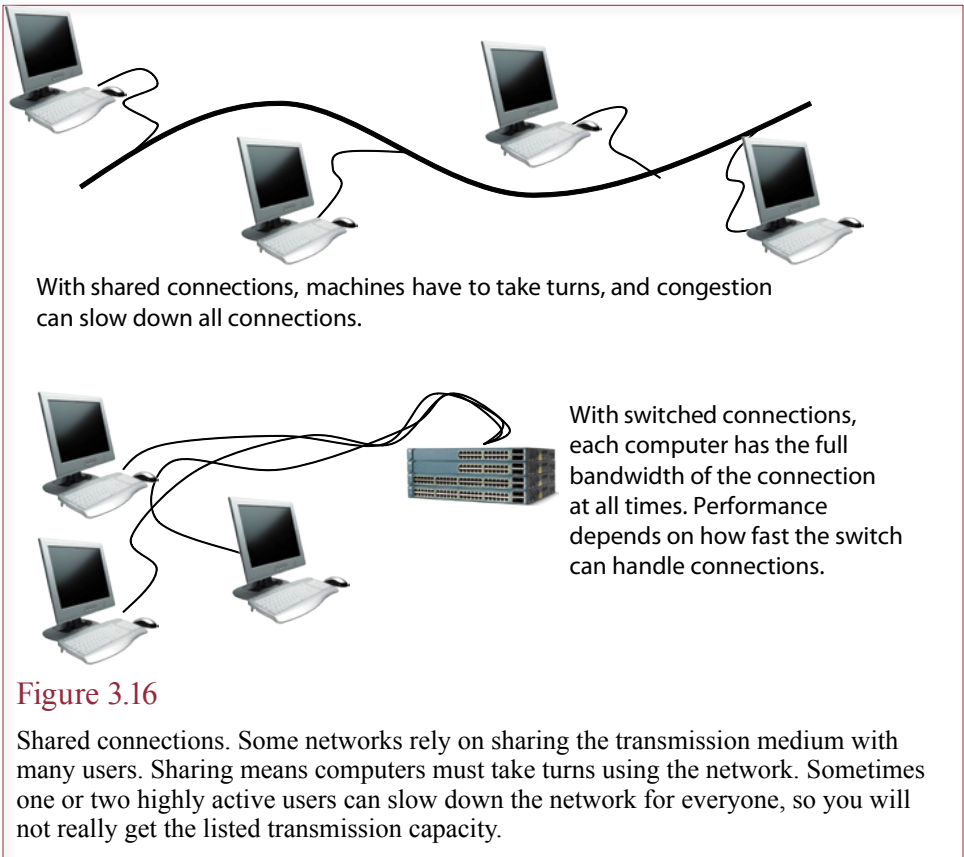 With shared connections, machines have to take turns, and congestion
can slow down all connections.
With switched connections,
each computer has the full
bandwidth of the connection
at all times. Performance
depends on how fast the switch
can handle connections.
Figure 3.16
Shared connections. Some networks rely on sharing the transmission medium with
many users. Sharing means computers must take turns using the network. Sometimes
one or two highly active users can slow down the network for everyone, so you will
not really get the listed transmission capacity.